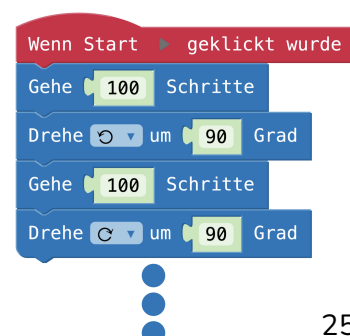 Wenn Start geklickt wurde
Gehe 100 Schritte
Drehe um 90 Grad
Gehe 100 Schritte
Drehe um 90 Grad
25